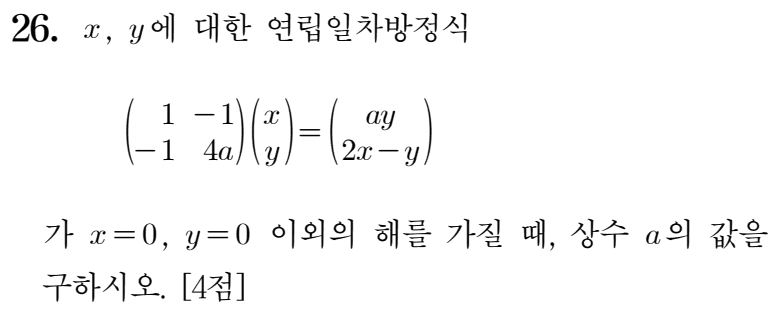 26. x, y에 대한 연립일차방정식
( 1 -1 ) ( x ) = ( ay )
( -1 4a ) ( y ) ( 2x-y )
가 x=0, y=0 이외의 해를 가질 때, 상수 a의 값을
구하시오. [4점]